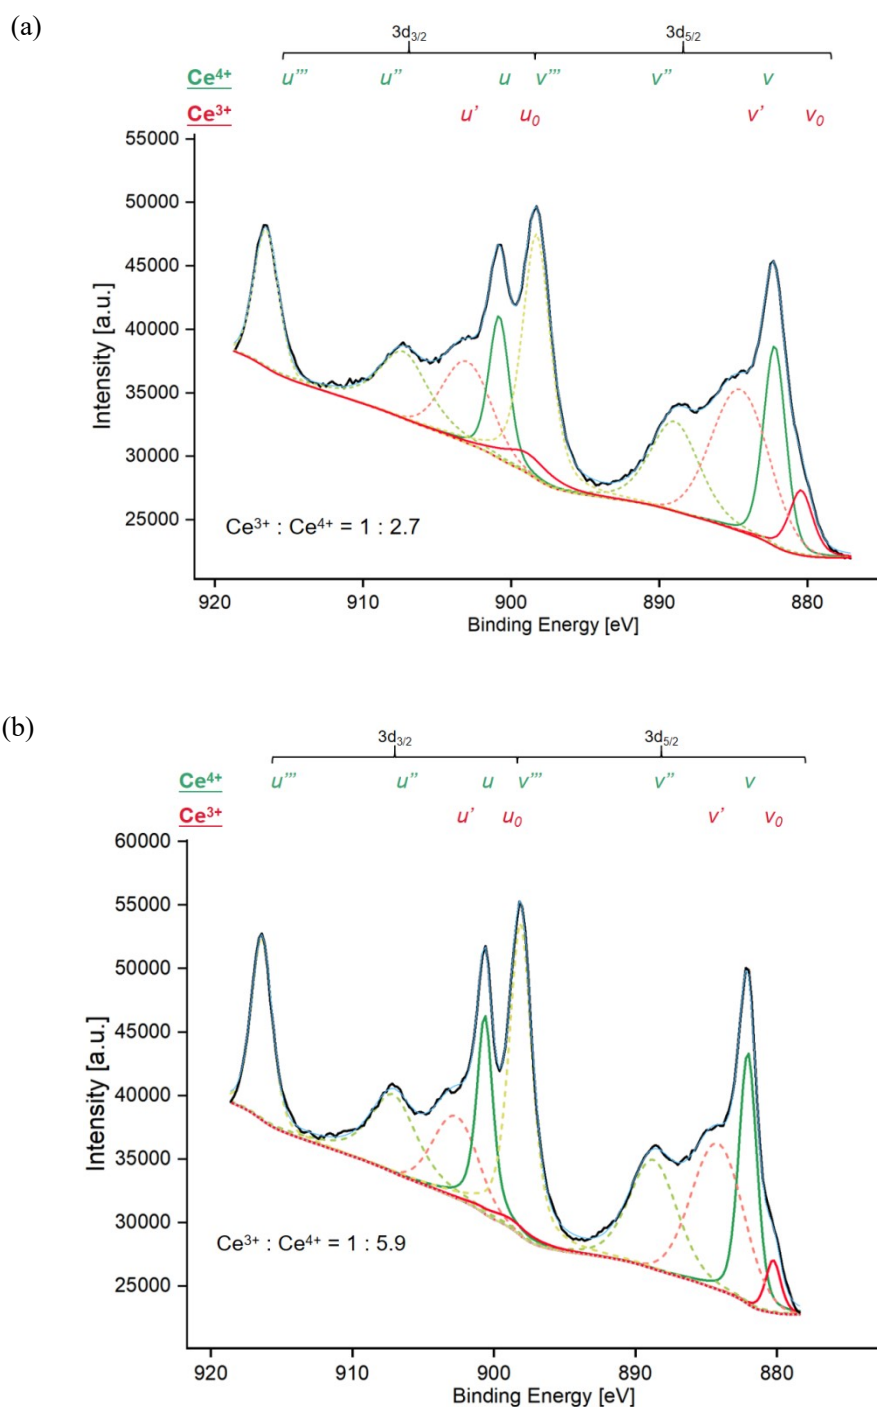 (a)
3d3/2 3d5/2
Ce4+ u''' u'' u v''' v'' v
Ce3+ u' u0 v' v0
55000
50000
45000
40000
35000
30000
25000
Intensity [a.u.]
Ce3+ : Ce4+ = 1 : 2.7
920 910 900 890 880
Binding Energy [eV]
(b)
3d3/2 3d5/2
Ce4+ u''' u'' u v''' v'' v
Ce3+ u' u0 v' v0
60000
55000
50000
45000
40000
35000
30000
25000
Intensity [a.u.]
Ce3+ : Ce4+ = 1 : 5.9
920 910 900 890 880
Binding Energy [eV]